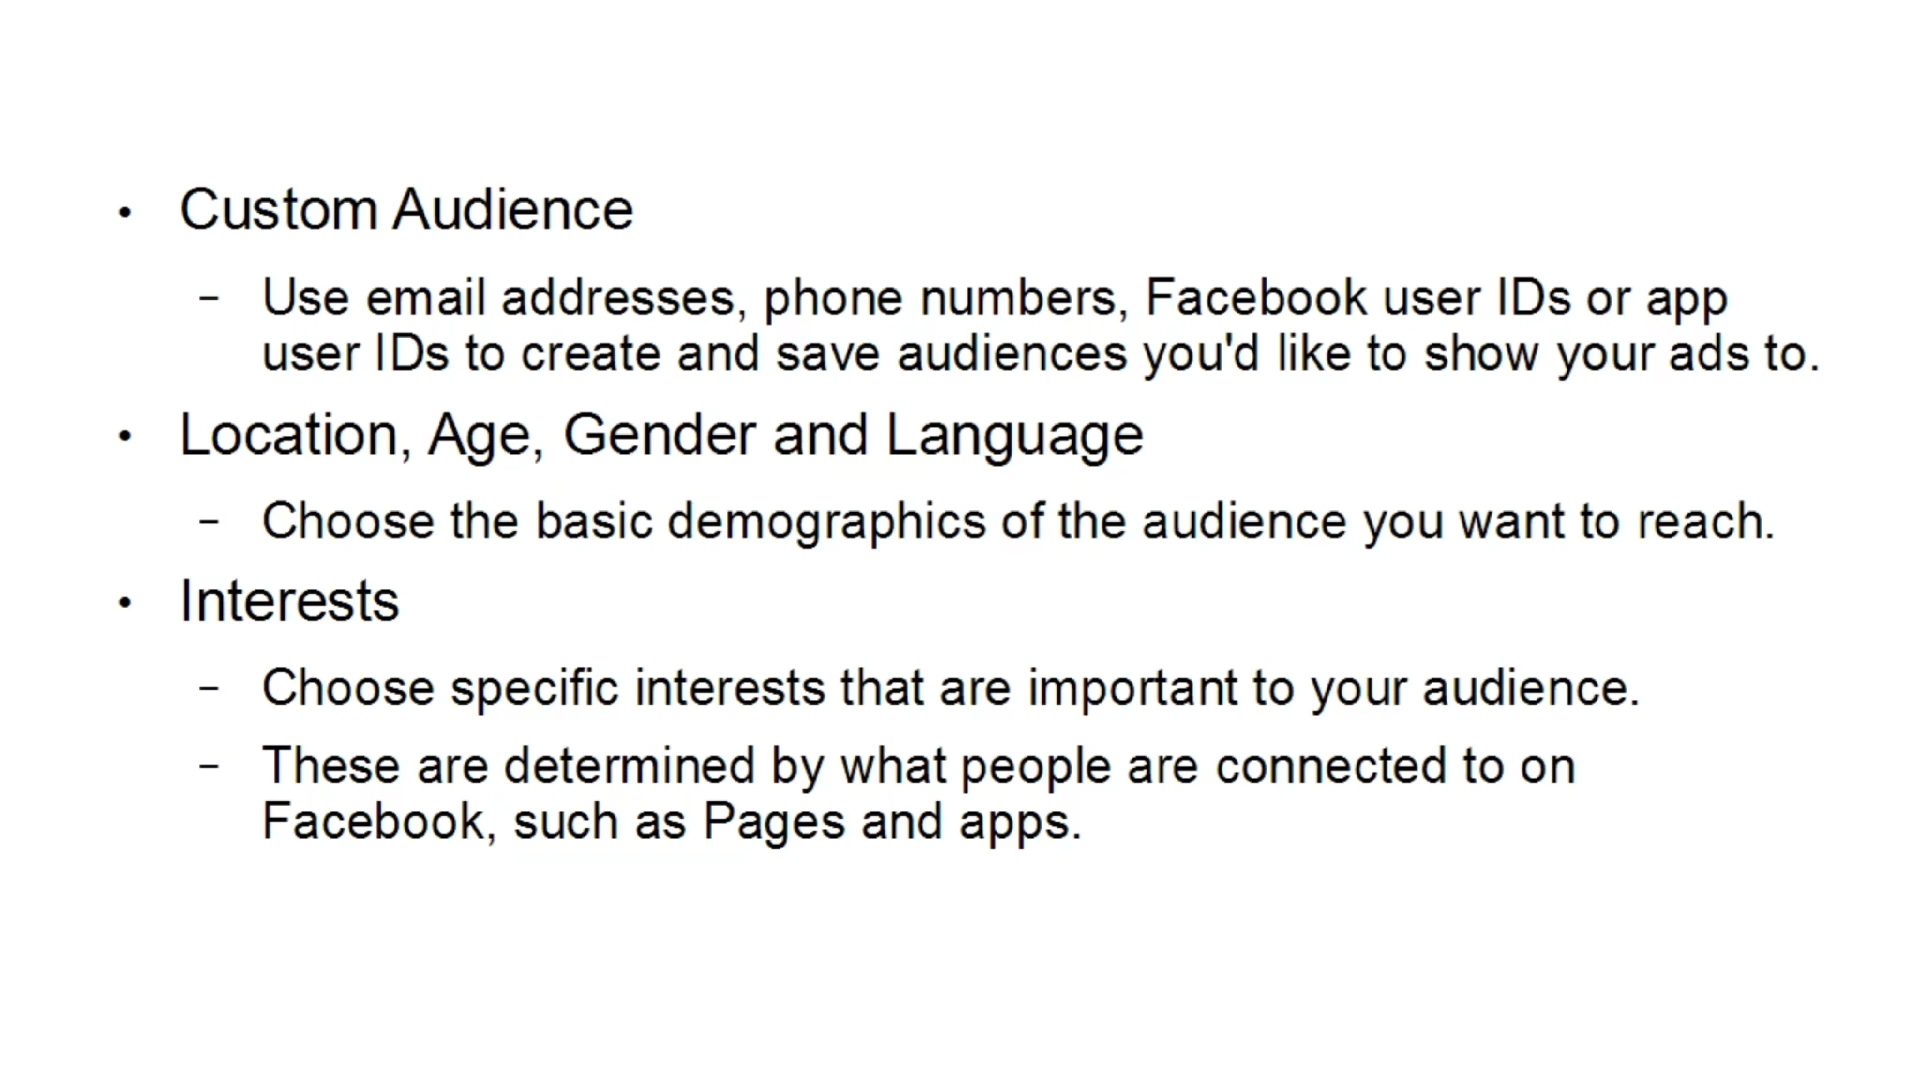 • Custom Audience
– Use email addresses, phone numbers, Facebook user IDs or app
user IDs to create and save audiences you'd like to show your ads to.
• Location, Age, Gender and Language
– Choose the basic demographics of the audience you want to reach.
• Interests
– Choose specific interests that are important to your audience.
– These are determined by what people are connected to on
Facebook, such as Pages and apps.